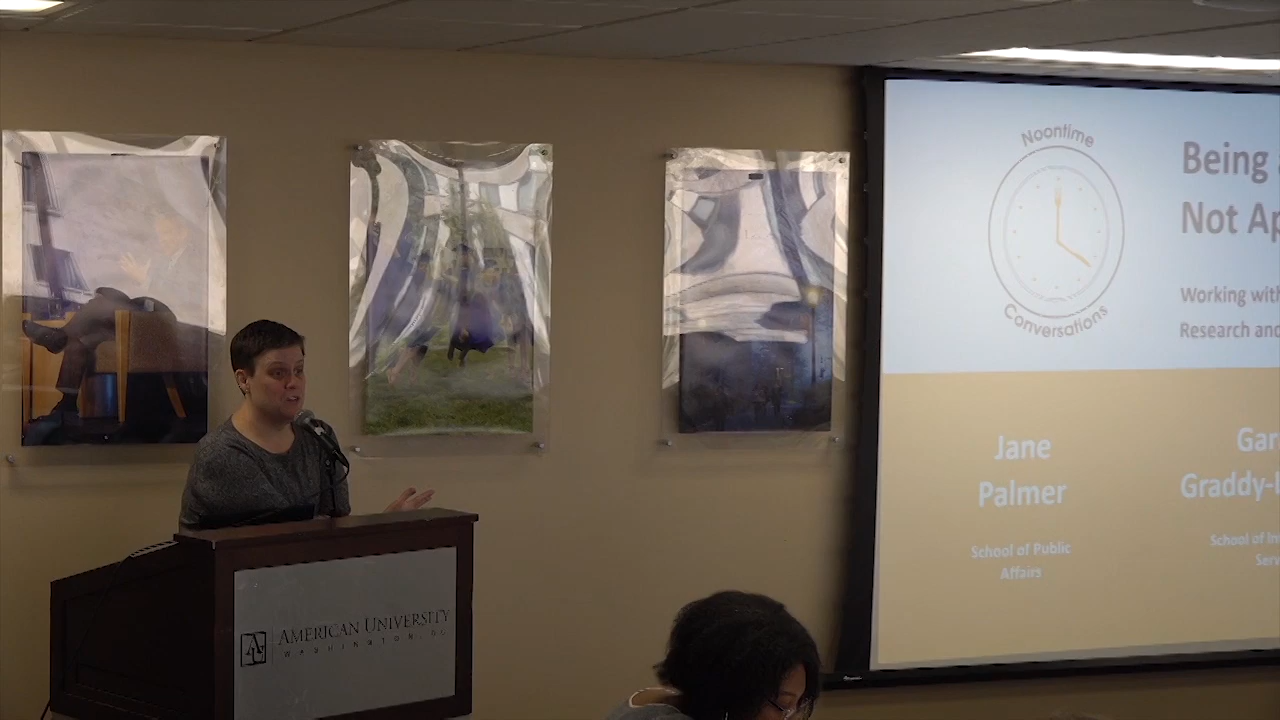 Noontime
Conversations
Being
Not Ap
Working with
Research and
Jane
Palmer
School of Public
Affairs
Gar
Graddy-L
School of In
Serv
AU
AMERICAN UNIVERSITY
WASHINGTON, DC